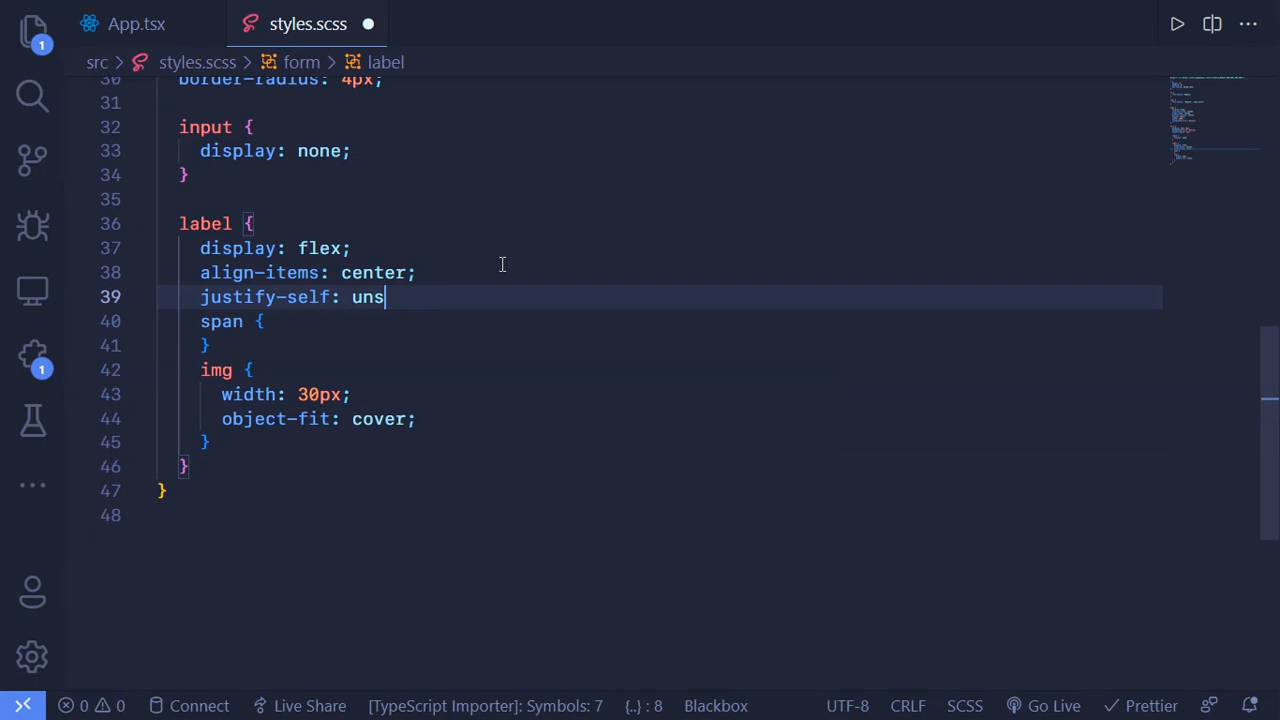 1
App.tsx
styles.scss
src > styles.scss > form > label
30 border-radius: 4px;
31
32 input {
33 display: none;
34 }
35
36 label {
37 display: flex;
38 align-items: center;
39 justify-self: uns
40 span {
41 }
42 img {
43 width: 30px;
44 object-fit: cover;
45 }
46 }
47 }
48
1
0 0 Connect Live Share [TypeScript Importer]: Symbols: 7 {..} : 8 Blackbox UTF-8 CRLF SCSS Go Live Prettier